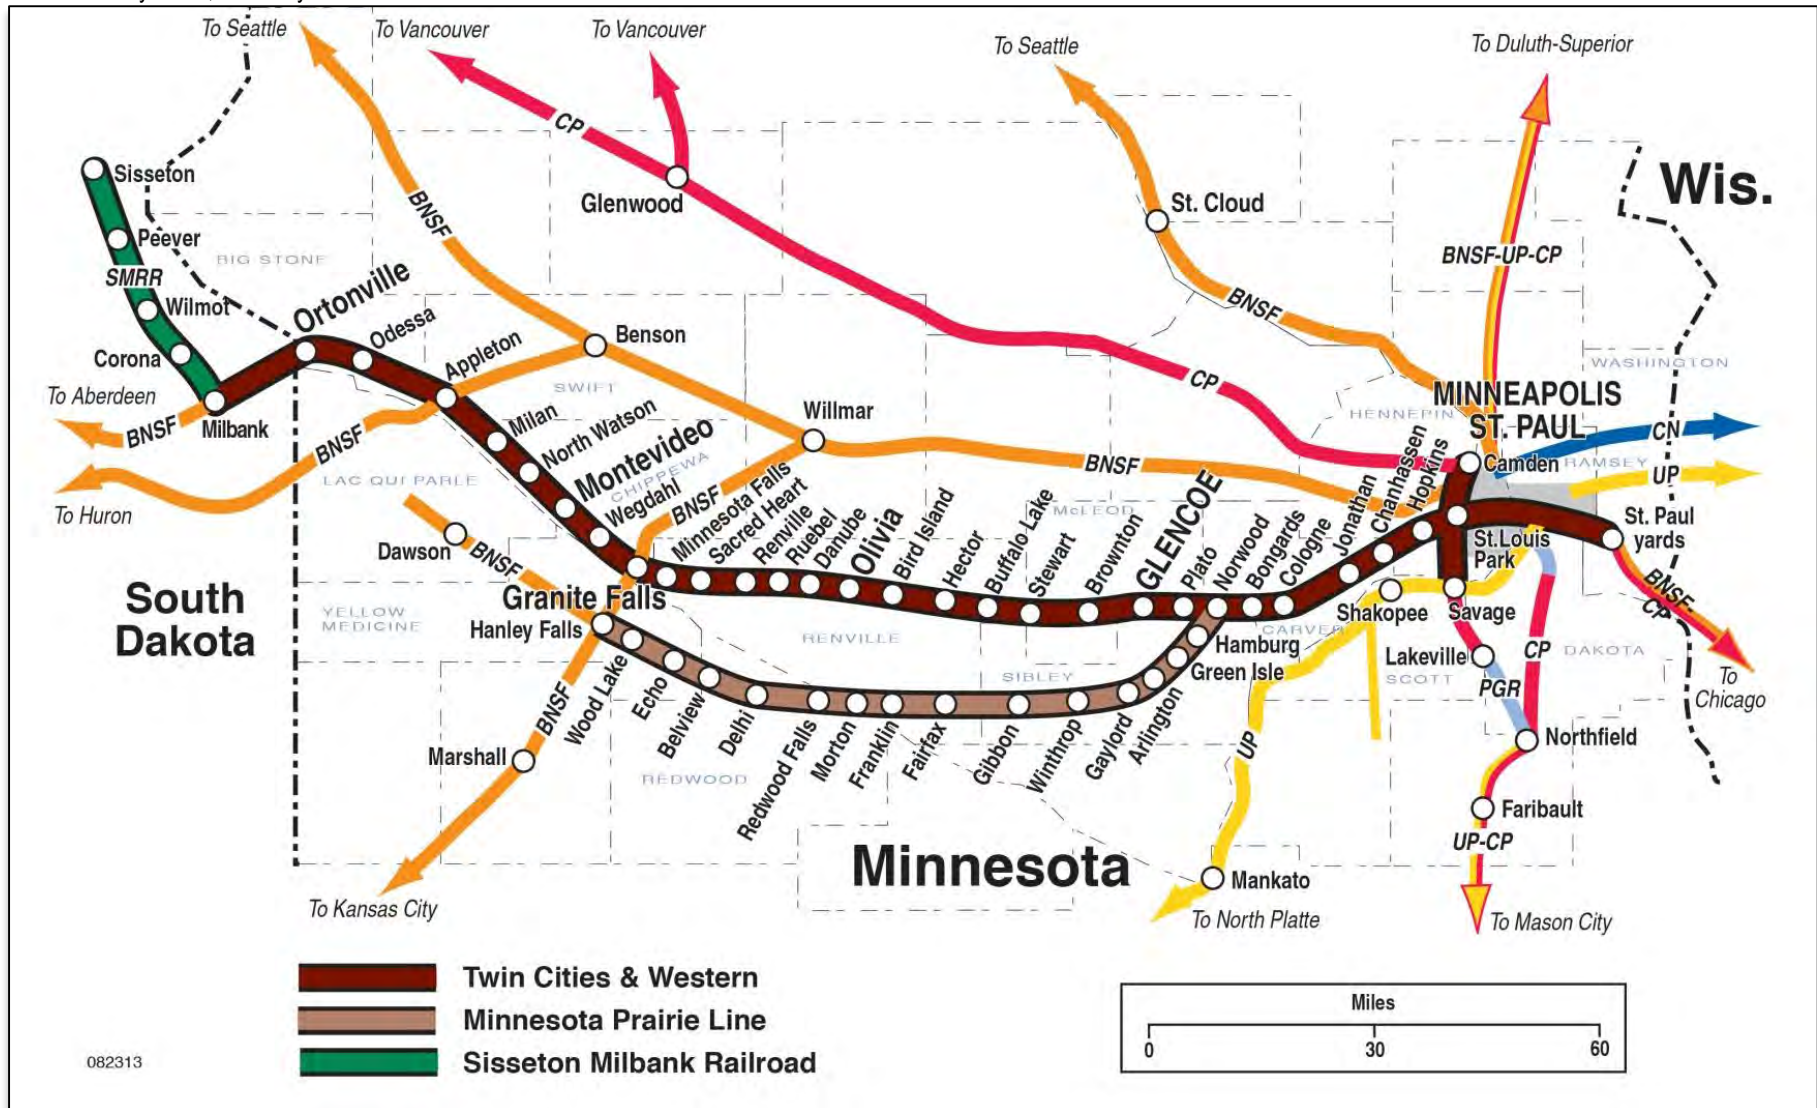 To Seattle
To Vancouver
To Vancouver
To Seattle
To Duluth-Superior
CP
Wis.
Sisseton
Glenwood
St. Cloud
BNSF
Peever
BIG STONE
SMRR
BNSF-UP-CP
Wilmot
Ortonville
BNSF
Odessa
Benson
Corona
Appleton
WASHINGTON
To Aberdeen
SWIFT
CP
MINNEAPOLIS
ST. PAUL
HENNEPIN
BNSF
Milbank
BNSF
Milan
North Watson
Willmar
CN
Montevideo
CHIPPEWA
BNSF
Camden
RAMSEY
UP
LAC QUI PARLE
Wegdahl
BNSF
McLEOD
To Huron
Dawson
BNSF
Minnesota Falls
Sacred Heart
Renville
Ruebel
Danube
Olivia
Bird Island
Hector
Buffalo Lake
Stewart
Brownton
GLENCOE
Plato
Norwood
Bongards
Cologne
Jonathan
Chanhassen
Hopkins
St.Louis
Park
St. Paul
yards
South
Dakota
Granite Falls
YELLOW
MEDICINE
Hanley Falls
RENVILLE
Shakopee
Savage
BNSF-
CP
CARVER
Hamburg
Green Isle
Lakeville
SCOTT
CP
DAKOTA
SIBLEY
PGR
To
Chicago
BNSF
Wood Lake
Echo
Belview
Delhi
Redwood Falls
Morton
Franklin
Fairfax
Gibbon
Winthrop
Gaylord
Arlington
UP
Northfield
Marshall
REDWOOD
Faribault
UP-CP
Minnesota
Mankato
To Kansas City
To North Platte
To Mason City
Twin Cities & Western
Minnesota Prairie Line
Sisseton Milbank Railroad
Miles
0
30
60
082313